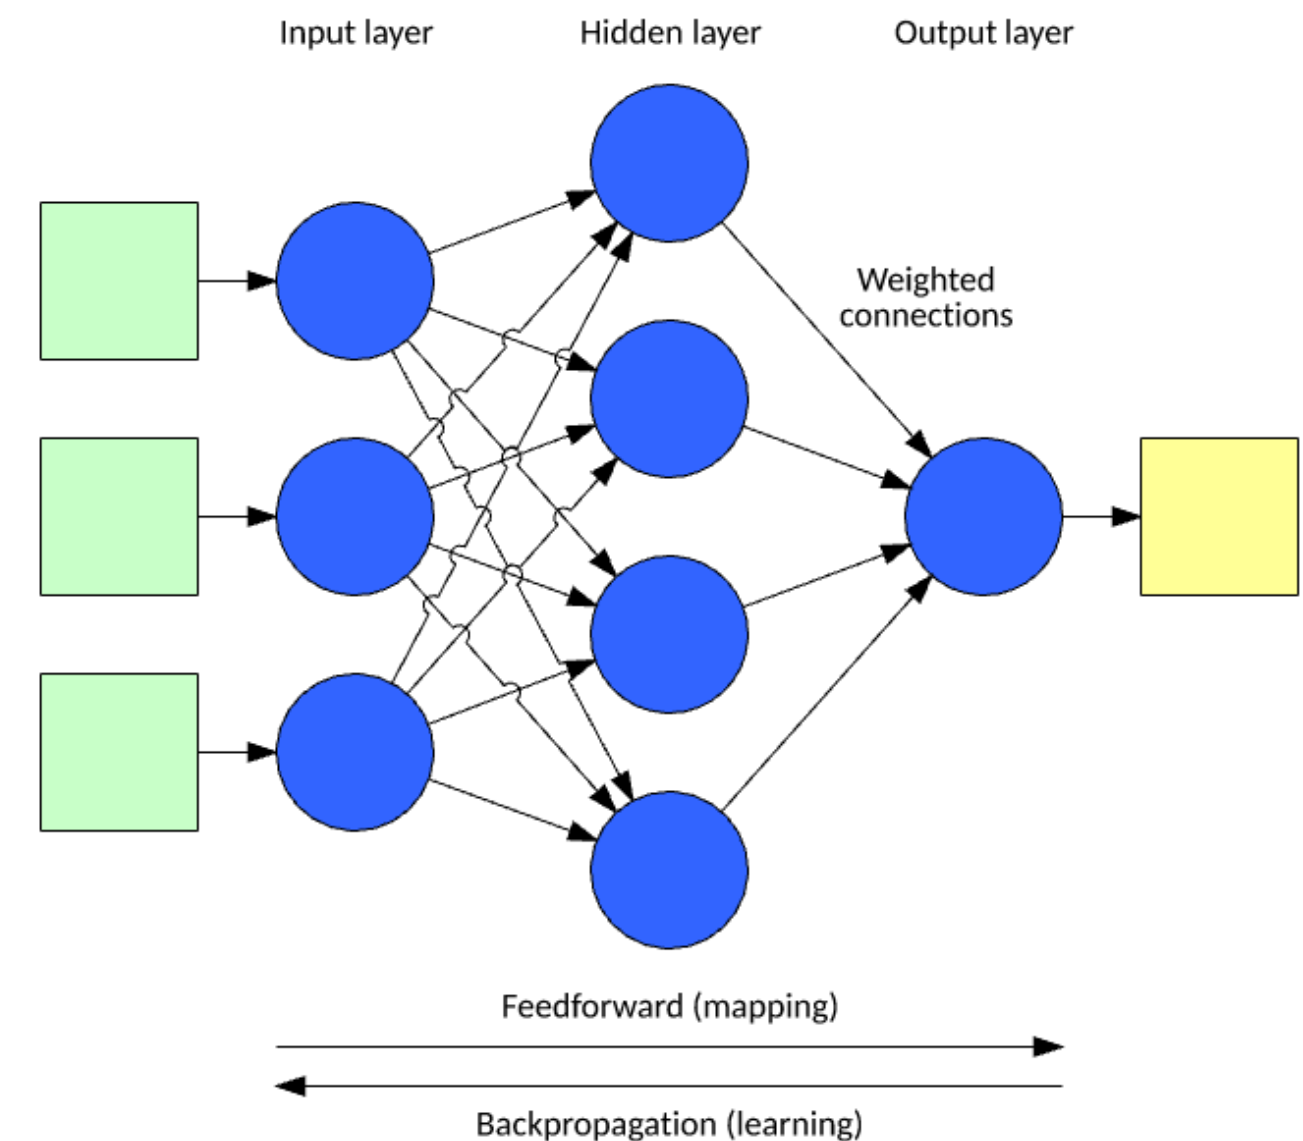 Input layer
Hidden layer
Output layer
Weighted
connections
Feedforward (mapping)
Backpropagation (learning)